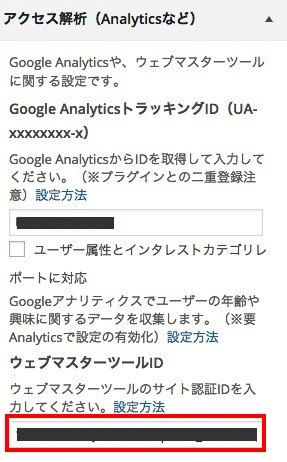 アクセス解析（Analyticsなど）
Google Analyticsや、ウェブマスターツール
に関する設定です。
Google AnalyticsトラッキングID（UA-
xxxxxxxx-x）
Google AnalyticsからIDを取得して入力して
ください。（※プラグインとの二重登録注
意）設定方法
ユーザー属性とインタレストカテゴリレ
ポートに対応
Googleアナリティクスでユーザーの年齢や
興味に関するデータを収集します。（※要
Analyticsで設定の有効化）設定方法
ウェブマスターツールID
ウェブマスターツールのサイト認証IDを入
力してください。設定方法